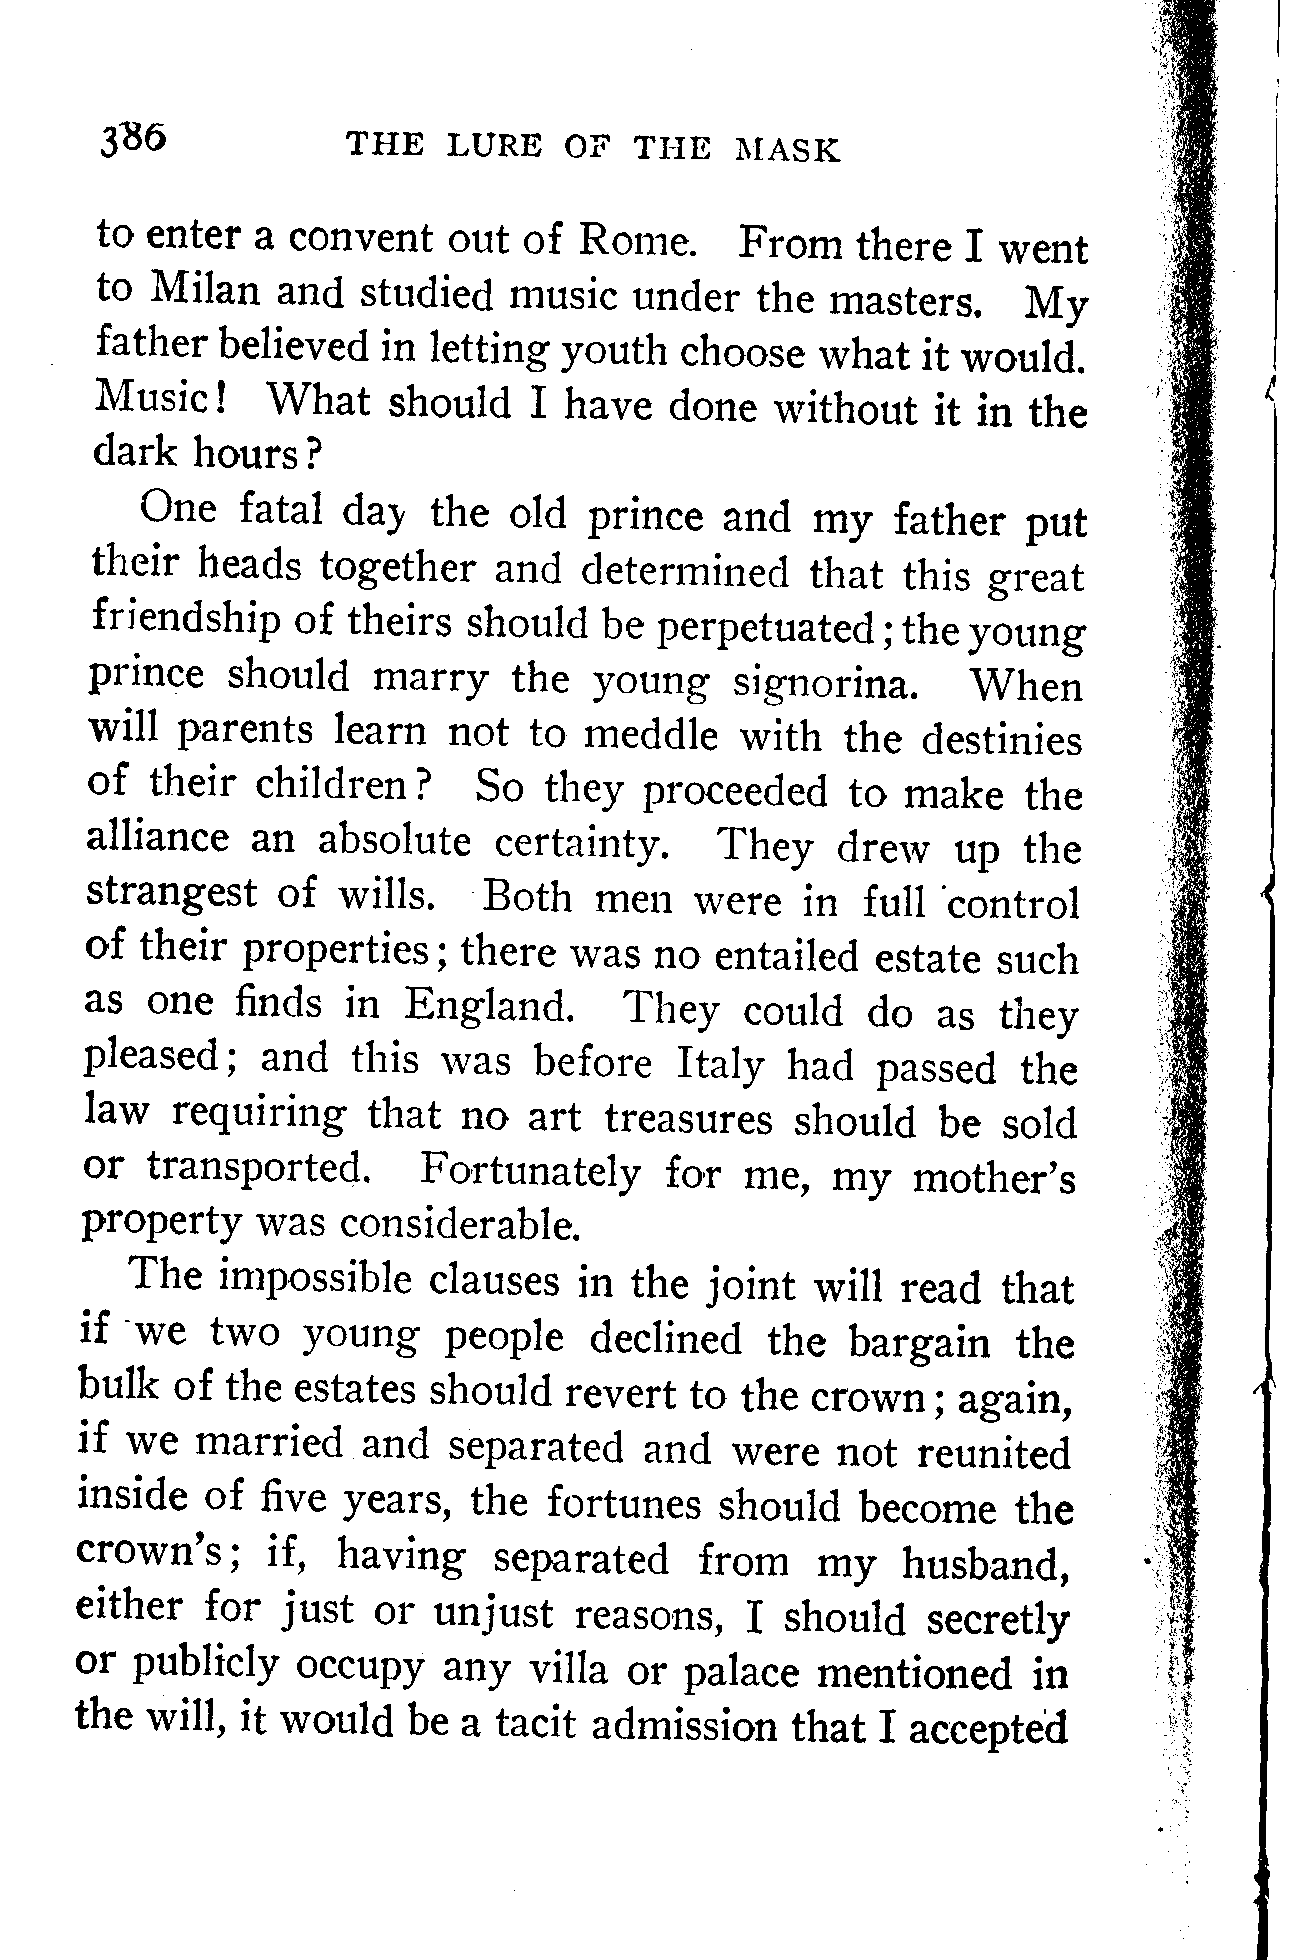 386 THE LURE OF THE MASK
to enter a convent out of Rome. From there I went
to Milan and studied music under the masters. My
father believed in letting youth choose what it would.
Music! What should I have done without it in the
dark hours?
One fatal day the old prince and my father put
their heads together and determined that this great
friendship of theirs should be perpetuated; the young
prince should marry the young signorina. When
will parents learn not to meddle with the destinies
of their children? So they proceeded to make the
alliance an absolute certainty. They drew up the
strangest of wills. Both men were in full control
of their properties; there was no entailed estate such
as one finds in England. They could do as they
pleased; and this was before Italy had passed the
law requiring that no art treasures should be sold
or transported. Fortunately for me, my mother's
property was considerable.
The impossible clauses in the joint will read that
if we two young people declined the bargain the
bulk of the estates should revert to the crown; again,
if we married and separated and were not reunited
inside of five years, the fortunes should become the
crown's; if, having separated from my husband,
either for just or unjust reasons, I should secretly
or publicly occupy any villa or palace mentioned in
the will, it would be a tacit admission that I accepted